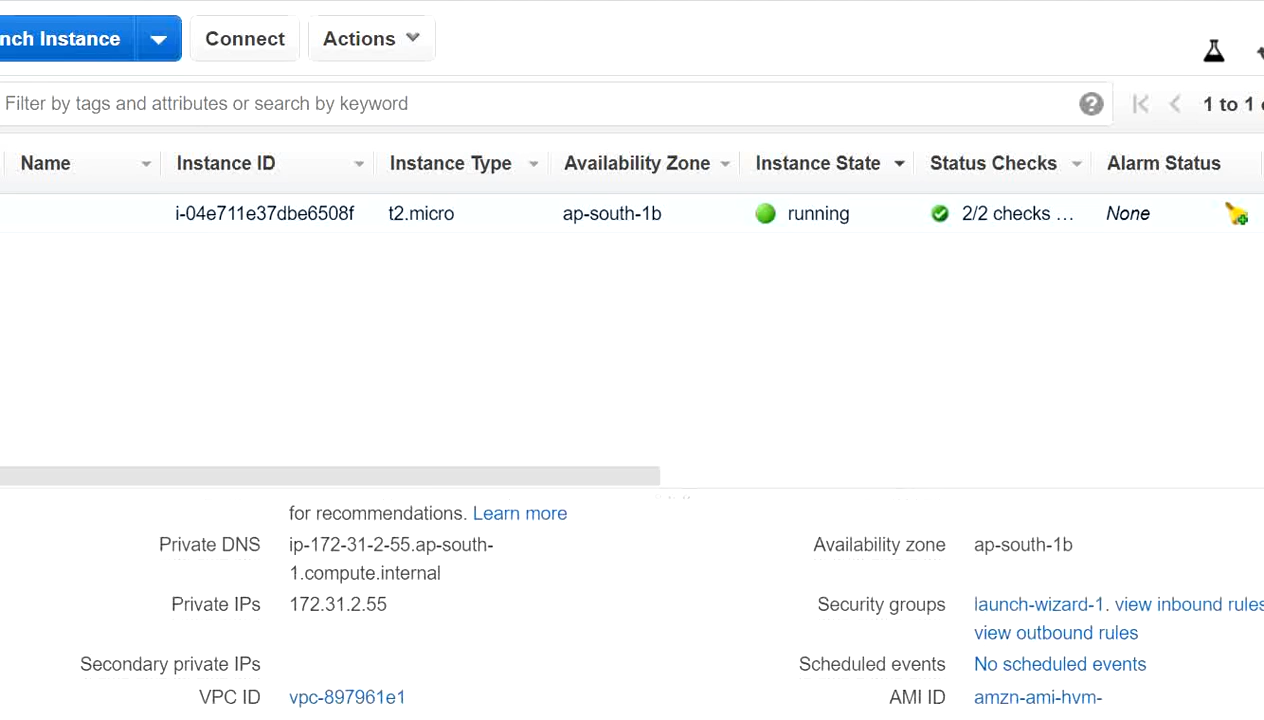 nch Instance Connect Actions
Filter by tags and attributes or search by keyword 1 to 1
Name Instance ID Instance Type Availability Zone Instance State Status Checks Alarm Status
i-04e711e37dbe6508f t2.micro ap-south-1b running 2/2 checks ... None
for recommendations. Learn more
Private DNS ip-172-31-2-55.ap-south- Availability zone ap-south-1b
1.compute.internal
Private IPs 172.31.2.55 Security groups launch-wizard-1. view inbound rules
view outbound rules
Secondary private IPs Scheduled events No scheduled events
VPC ID vpc-897961e1 AMI ID amzn-ami-hvm-